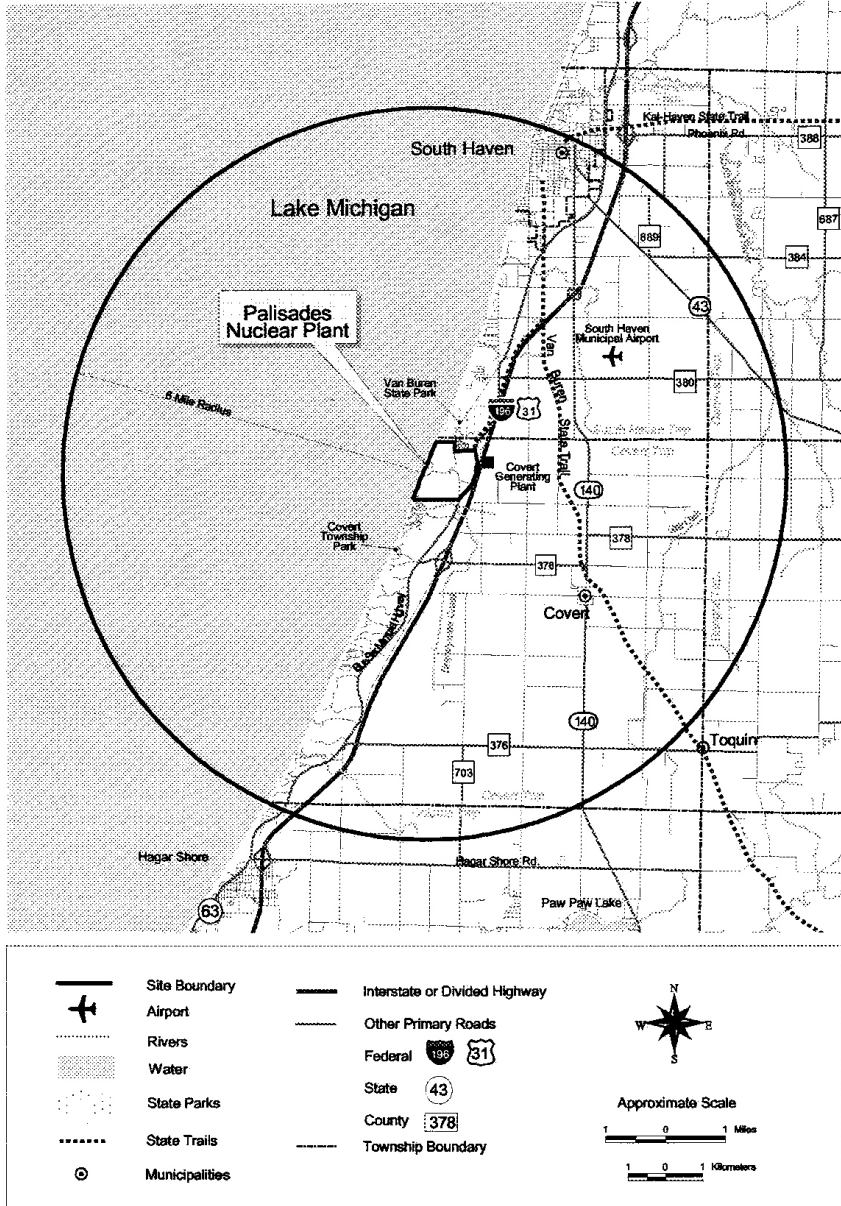 Kal-Haven State Trail
Phoenix Rd.
388
South Haven
Lake Michigan
687
689
384
43
Palisades
Nuclear Plant
South Haven
Municipal Airport
Van Buren State Trail
380
Van Buren
State Park
6-Mile Radius
196
31
Covert
Generating
Plant
140
Covert
Township
Park
378
376
Covert
140
376
703
Toquin
Hagar Shore
Hagar Shore Rd.
63
Paw Paw Lake
Site Boundary
Airport
Rivers
Water
State Parks
State Trails
Municipalities
Interstate or Divided Highway
Other Primary Roads
Federal 196 31
State 43
County 378
Township Boundary
N
W E
S
Approximate Scale
1 0 1 Miles
1 0 1 Kilometers